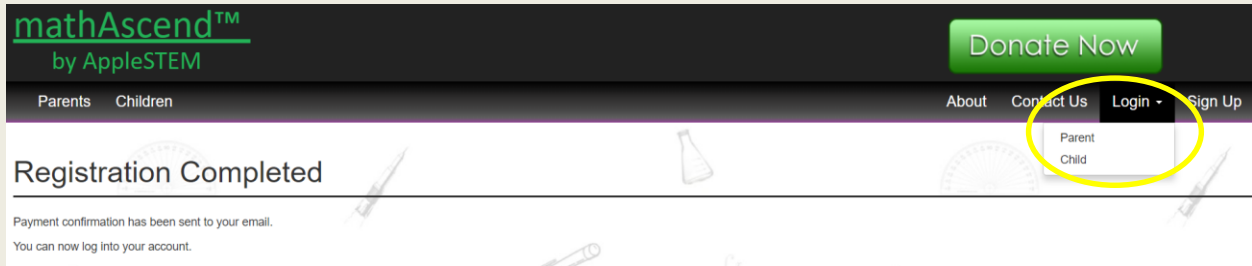 mathAscend™
by AppleSTEM
Donate Now
Parents Children About Contact Us Login Sign Up
Parent
Child
Registration Completed
Payment confirmation has been sent to your email.
You can now log into your account.